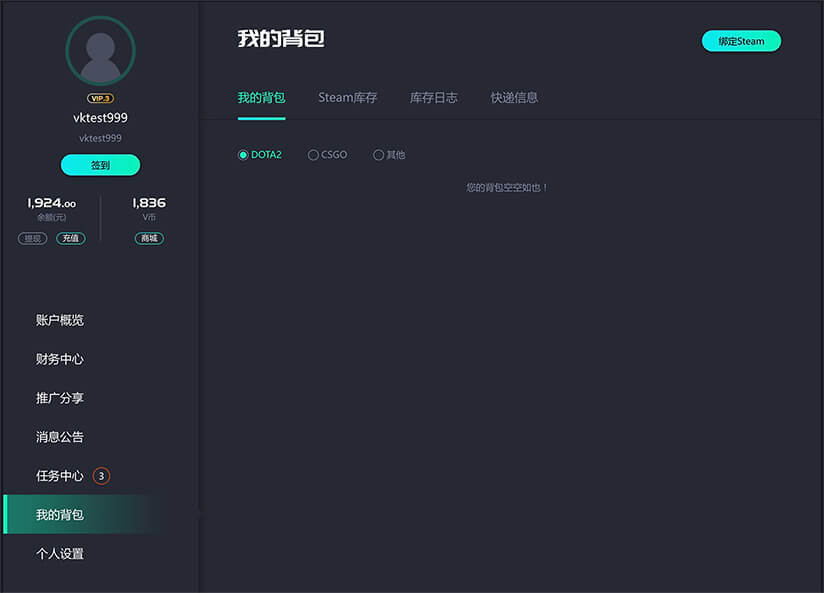 VIP.3
vktest999
vktest999
签到
1,924.00
余额(元)
提现
充值
1,836
V币
商城
账户概览
财务中心
推广分享
消息公告
任务中心 3
我的背包
个人设置
我的背包
绑定Steam
我的背包 Steam库存 库存日志 快递信息
DOTA2 CSGO 其他
您的背包空空如也！